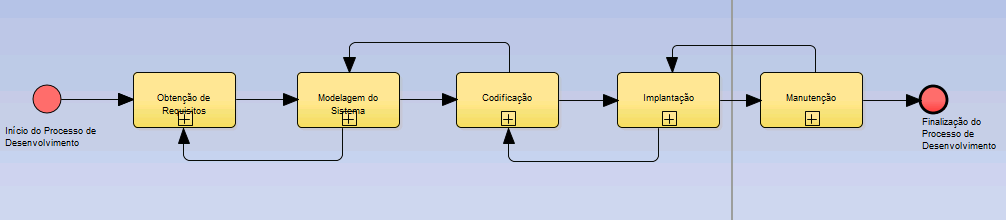 Início do Processo de
Desenvolvimento
Obtenção de
Requisitos
Modelagem do
Sistema
Codificação
Implantação
Manutenção
Finalização do
Processo de
Desenvolvimento